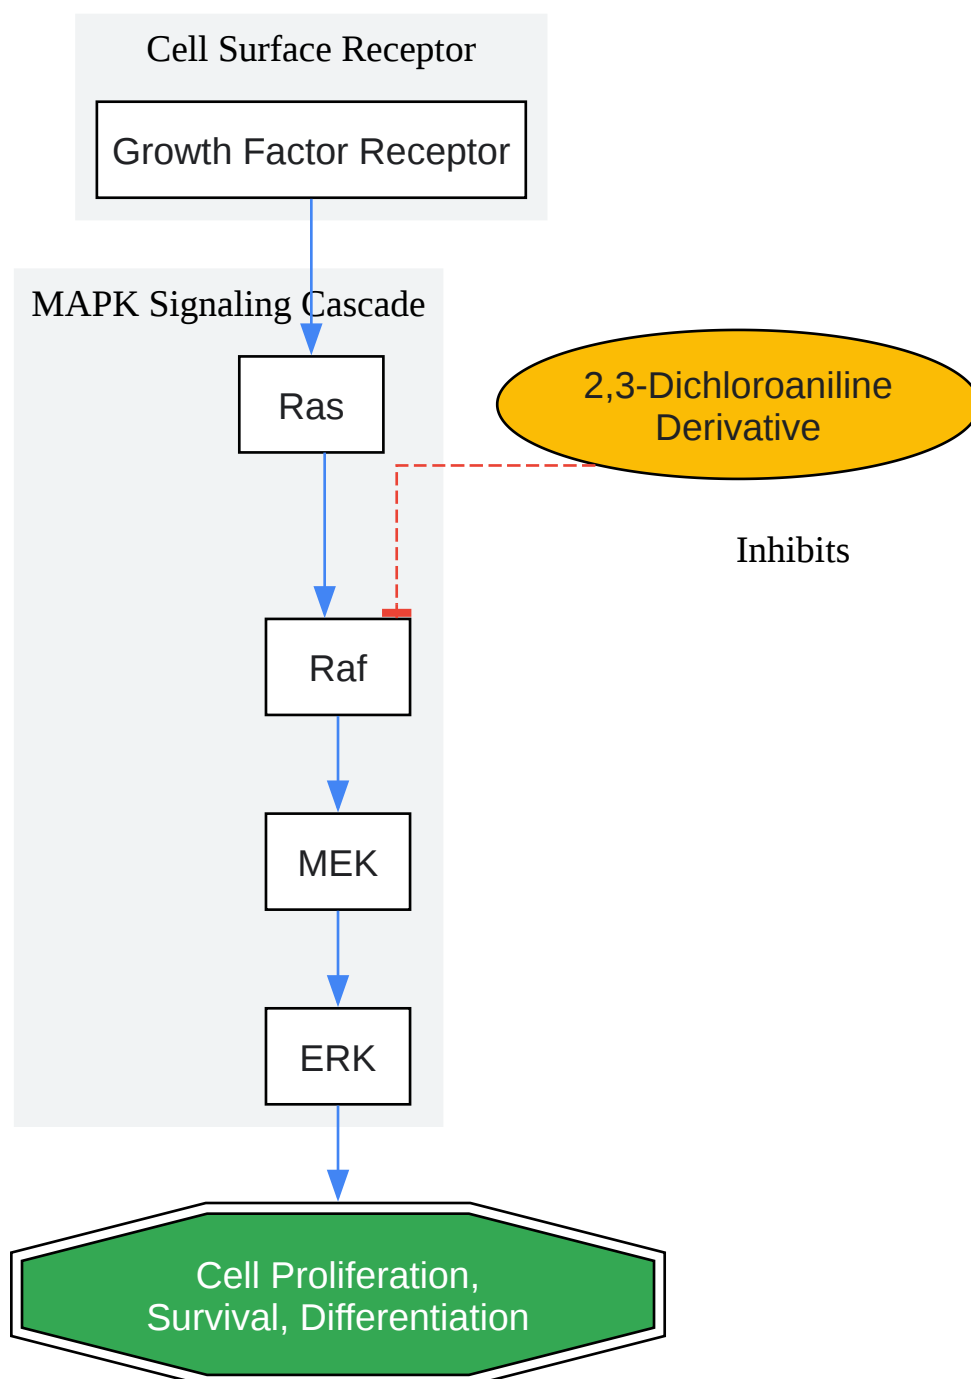 Cell Surface Receptor
Growth Factor Receptor
MAPK Signaling Cascade
Ras
2,3-Dichloroaniline
Derivative
Inhibits
Raf
MEK
ERK
Cell Proliferation,
Survival, Differentiation